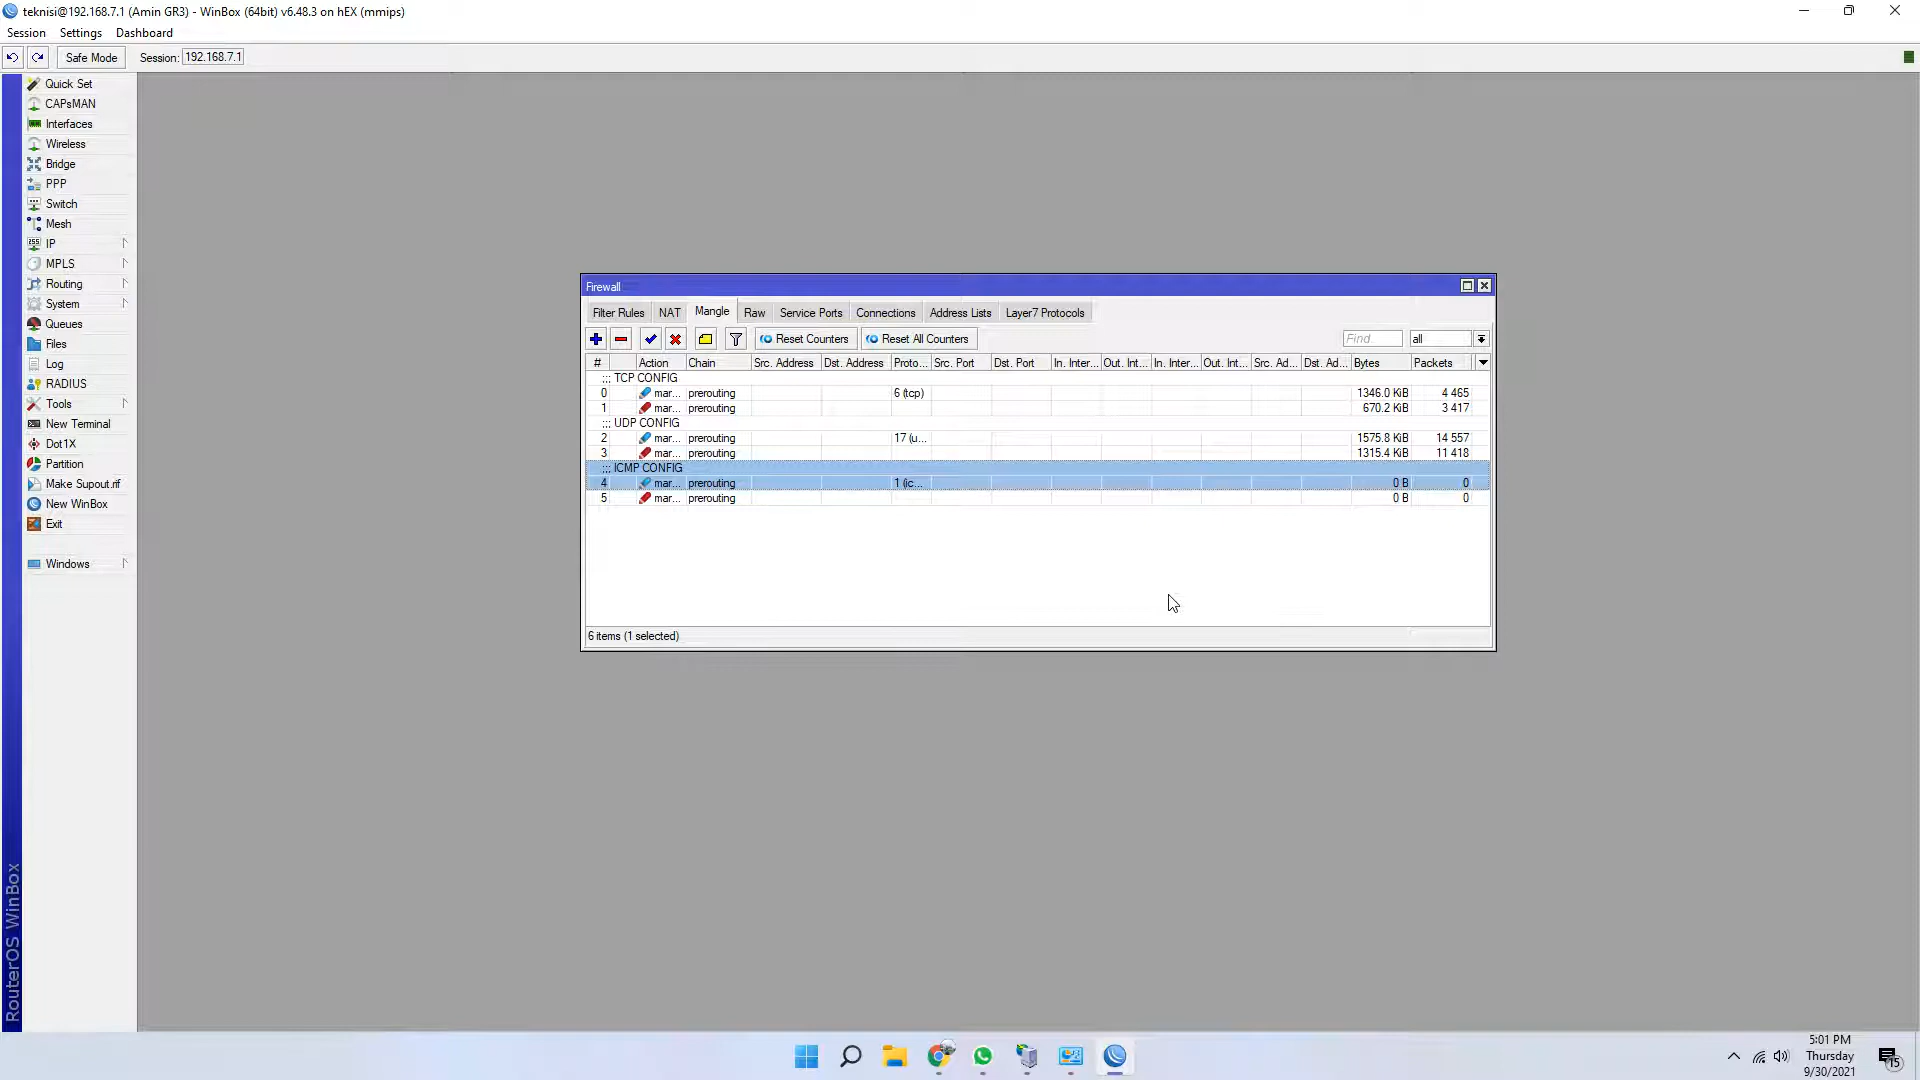 teknisi@192.168.7.1 (Amin GR3) - WinBox (64bit) v6.48.3 on hEX (mmips)
Session Settings Dashboard
Safe Mode Session: 192.168.7.1
Quick Set
CAPsMAN
Interfaces
Wireless
Bridge
PPP
Switch
Mesh
IP
MPLS
Routing
System
Queues
Files
Log
RADIUS
Tools
New Terminal
Dot1X
Partition
Make Supout.rif
New WinBox
Exit
Windows
RouterOS WinBox
Firewall
Filter Rules NAT Mangle Raw Service Ports Connections Address Lists Layer7 Protocols
Reset Counters Reset All Counters Find all
# Action Chain Src. Address Dst. Address Proto... Src. Port Dst. Port In. Inter... Out. Int... In. Inter... Out. Int... Src. Ad... Dst. Ad... Bytes Packets
::: TCP CONFIG
0 mar... prerouting 6 (tcp) 1346.0 KiB 4 465
1 mar... prerouting 670.2 KiB 3 417
::: UDP CONFIG
2 mar... prerouting 17 (u... 1575.8 KiB 14 557
3 mar... prerouting 1315.4 KiB 11 418
::: ICMP CONFIG
4 mar... prerouting 1 (ic... 0 B 0
5 mar... prerouting 0 B 0
6 items (1 selected)
5:01 PM
Thursday
9/30/2021
15